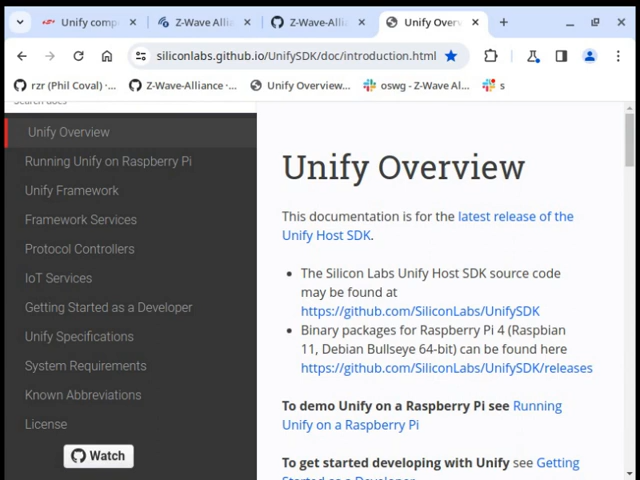 Unify comp
Z-Wave Alli
Z-Wave-Alli
Unify Over
siliconlabs.github.io/UnifySDK/doc/introduction.html
rzr (Phil Coval) ·...
Z-Wave-Alliance ·...
Unify Overview...
oswg - Z-Wave Al...
s
Search docs
Unify Overview
Running Unify on Raspberry Pi
Unify Framework
Framework Services
Protocol Controllers
IoT Services
Getting Started as a Developer
Unify Specifications
System Requirements
Known Abbreviations
License
Watch
Unify Overview
This documentation is for the latest release of the
Unify Host SDK.
• The Silicon Labs Unify Host SDK source code
may be found at
https://github.com/SiliconLabs/UnifySDK
• Binary packages for Raspberry Pi 4 (Raspbian
11, Debian Bullseye 64-bit) can be found here
https://github.com/SiliconLabs/UnifySDK/releases
To demo Unify on a Raspberry Pi see Running
Unify on a Raspberry Pi
To get started developing with Unify see Getting
Started as a Developer